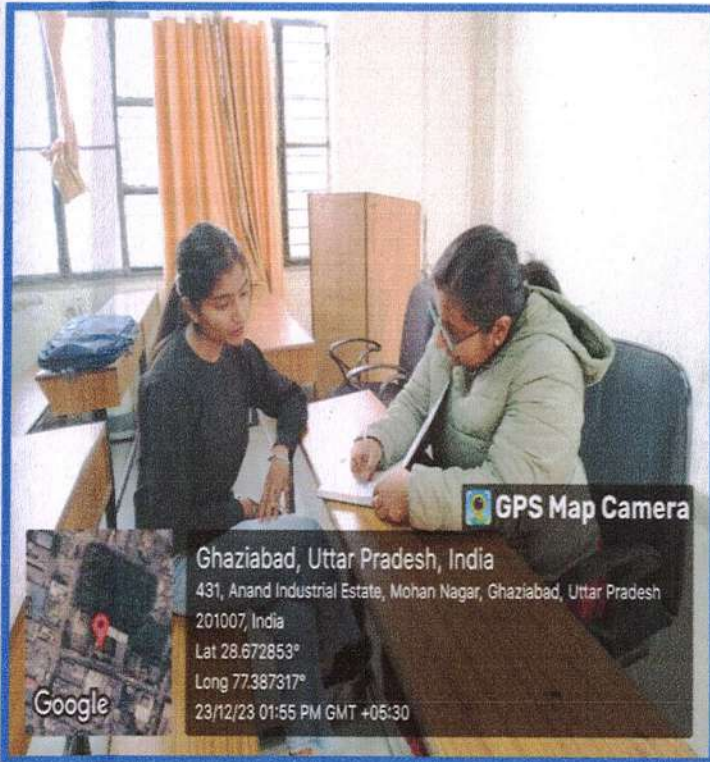 GPS Map Camera
Ghaziabad, Uttar Pradesh, India
431, Anand Industrial Estate, Mohan Nagar, Ghaziabad, Uttar Pradesh
201007, India
Lat 28.672853°
Long 77.387317°
23/12/23 01:55 PM GMT +05:30
Google